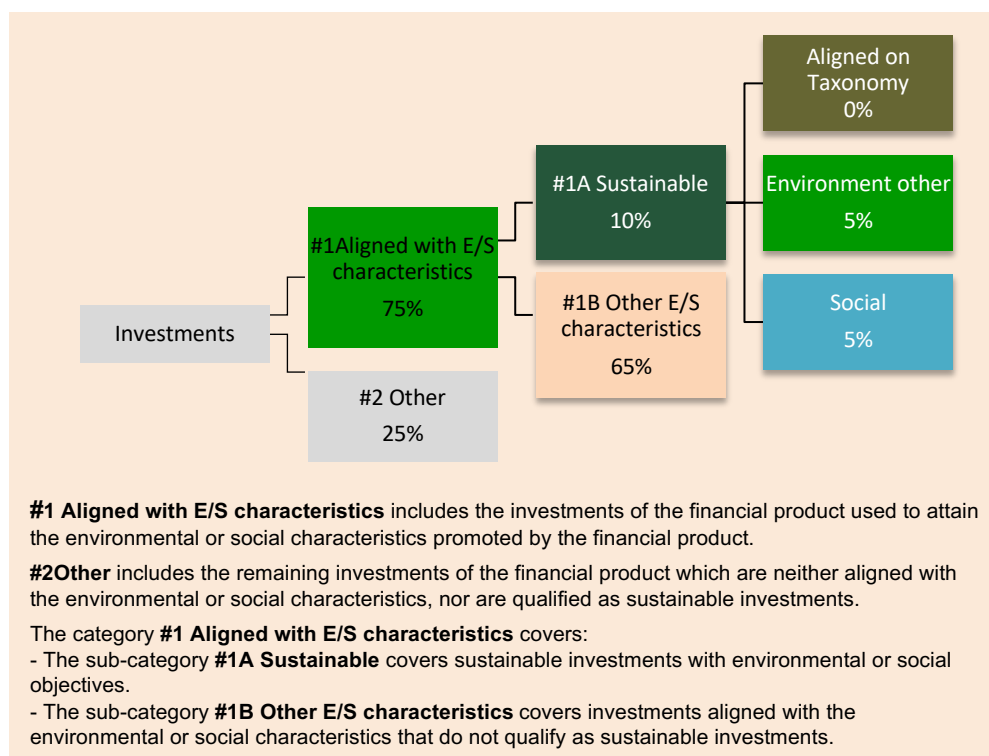 Investments
#1Aligned with E/S
characteristics
75%
#2 Other
25%
#1A Sustainable
10%
#1B Other E/S
characteristics
65%
Aligned on
Taxonomy
0%
Environment other
5%
Social
5%
#1 Aligned with E/S characteristics includes the investments of the financial product used to attain
the environmental or social characteristics promoted by the financial product.
#2Other includes the remaining investments of the financial product which are neither aligned with
the environmental or social characteristics, nor are qualified as sustainable investments.
The category #1 Aligned with E/S characteristics covers:
- The sub-category #1A Sustainable covers sustainable investments with environmental or social
objectives.
- The sub-category #1B Other E/S characteristics covers investments aligned with the
environmental or social characteristics that do not qualify as sustainable investments.